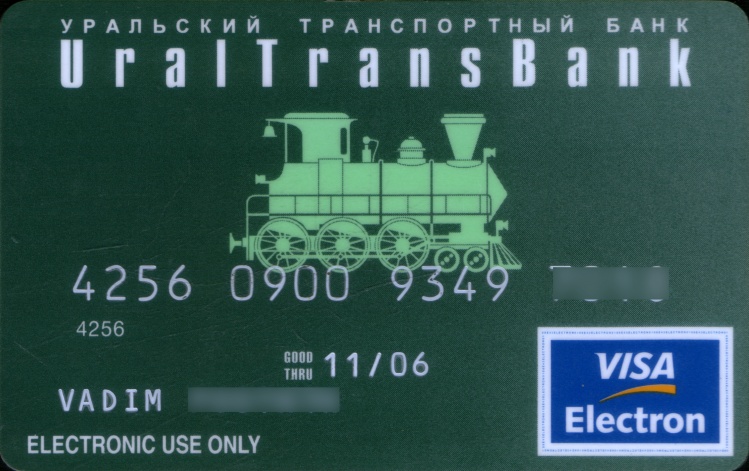 УРАЛЬСКИЙ ТРАНСПОРТНЫЙ БАНК
UralTransBank
4256 0900 9349
4256
GOOD THRU 11/06
VADIM
ELECTRONIC USE ONLY
VISA
Electron